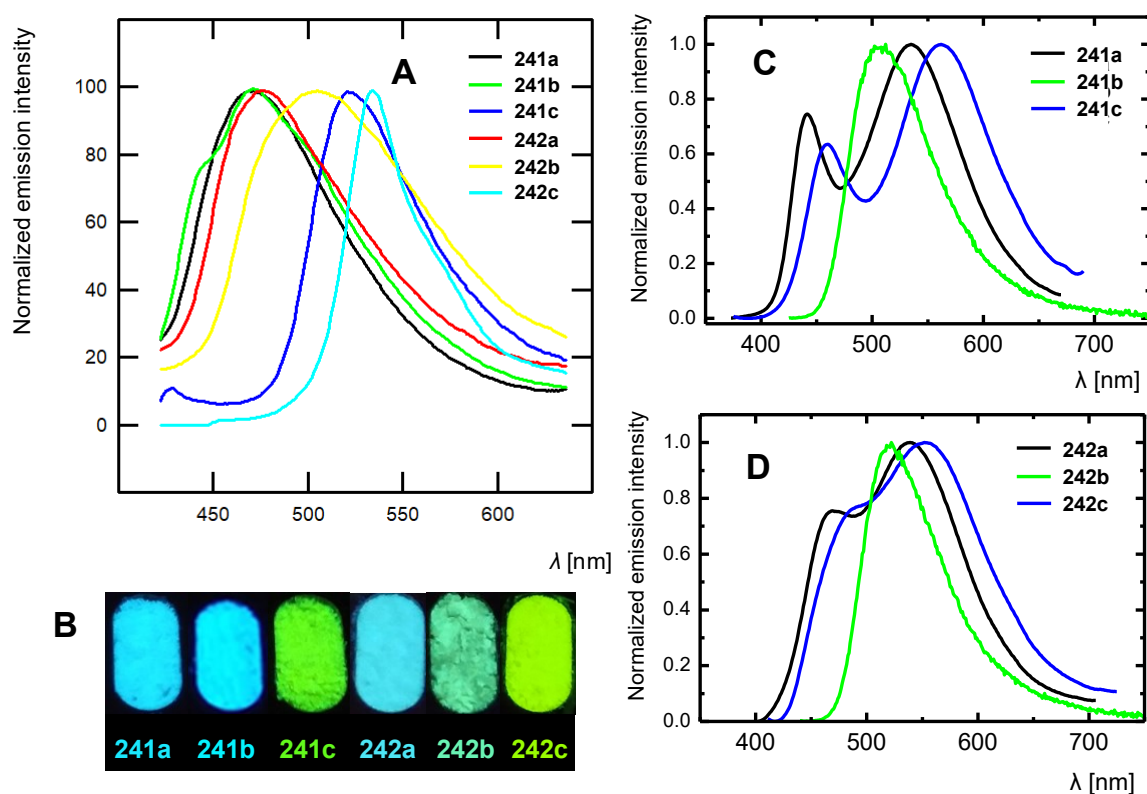 A
Normalized emission intensity
100
80
60
40
20
0
450 500 550 600
λ [nm]
241a
241b
241c
242a
242b
242c
B
241a 241b 241c 242a 242b 242c
C
Normalized emission intensity
1.0
0.8
0.6
0.4
0.2
0.0
400 500 600 700
λ [nm]
241a
241b
241c
D
Normalized emission intensity
1.0
0.8
0.6
0.4
0.2
0.0
400 500 600 700
λ [nm]
242a
242b
242c